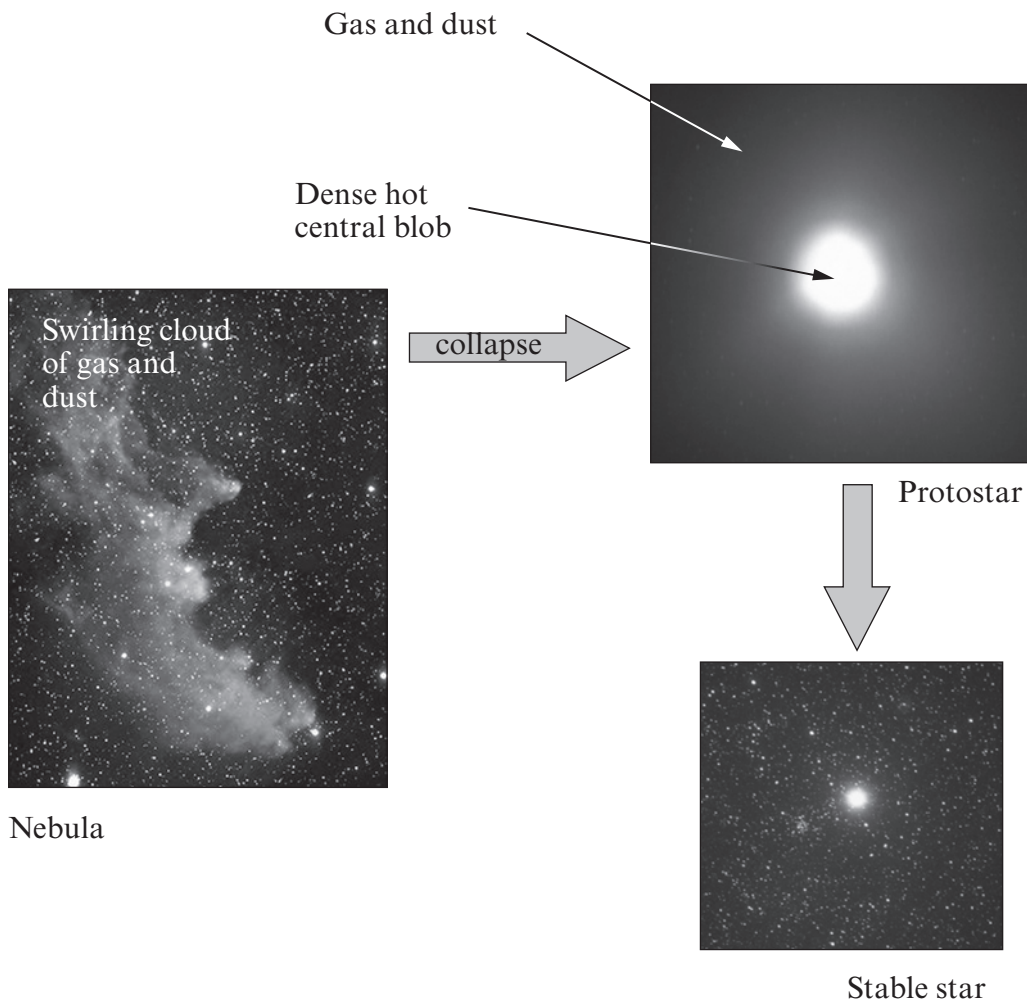 Gas and dust
Dense hot
central blob
Swirling cloud
of gas and
dust
collapse
Protostar
Nebula
Stable star